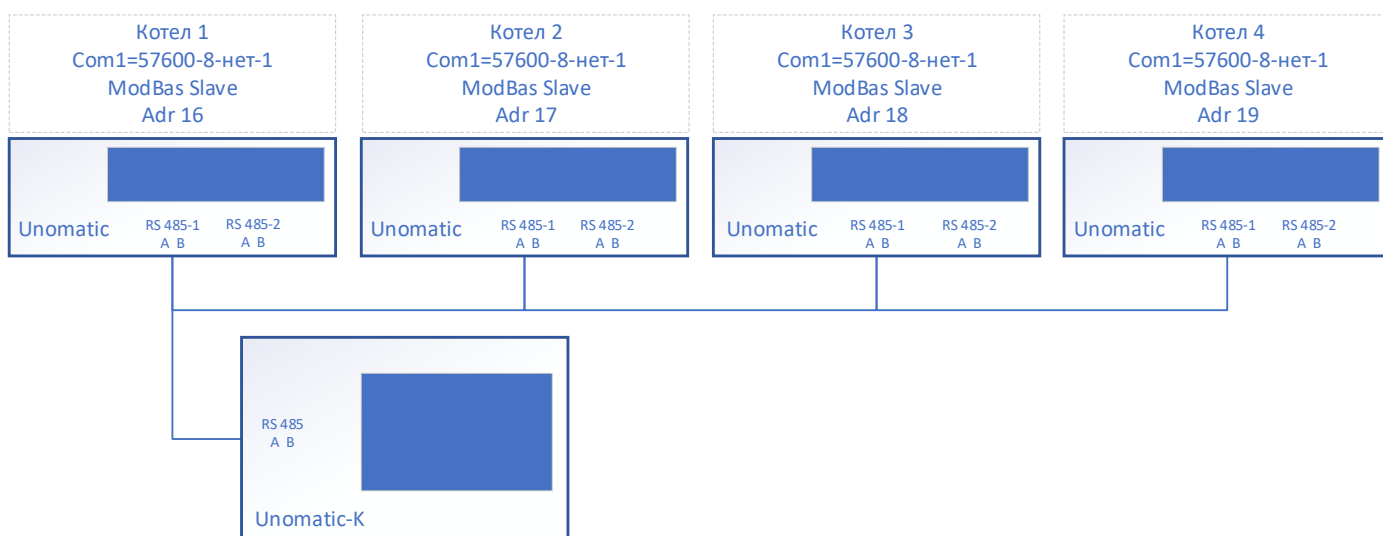 Котел 1
Com1=57600-8-нет-1
ModBas Slave
Adr 16
Котел 2
Com1=57600-8-нет-1
ModBas Slave
Adr 17
Котел 3
Com1=57600-8-нет-1
ModBas Slave
Adr 18
Котел 4
Com1=57600-8-нет-1
ModBas Slave
Adr 19
Unomatic
RS 485-1
A B
RS 485-2
A B
Unomatic
RS 485-1
A B
RS 485-2
A B
Unomatic
RS 485-1
A B
RS 485-2
A B
Unomatic
RS 485-1
A B
RS 485-2
A B
RS 485
A B
Unomatic-K